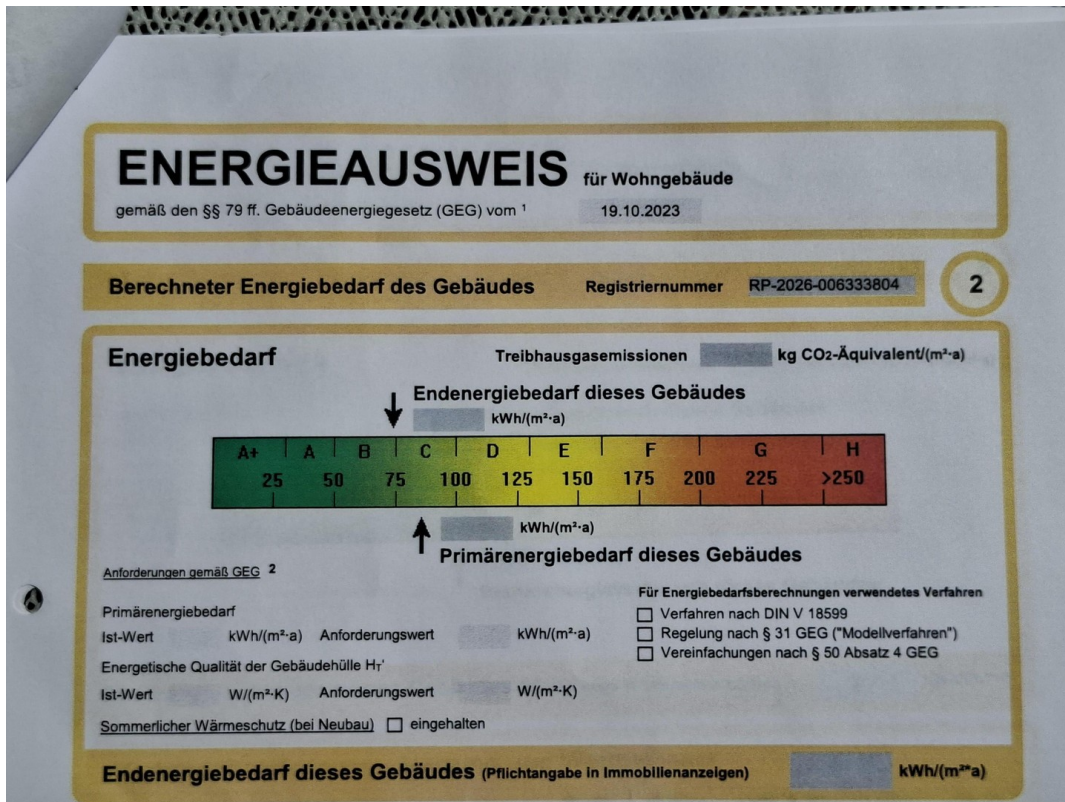 ENERGIEAUSWEIS für Wohngebäude
gemäß den §§ 79 ff. Gebäudeenergiegesetz (GEG) vom ¹ 19.10.2023
Berechneter Energiebedarf des Gebäudes Registriernummer RP-2026-006333804 2
Energiebedarf
Treibhausgasemissionen kg CO2-Äquivalent/(m²·a)
Endenergiebedarf dieses Gebäudes
kWh/(m²·a)
A+ A B C D E F G H
25 50 75 100 125 150 175 200 225 >250
kWh/(m²·a)
Primärenergiebedarf dieses Gebäudes
Anforderungen gemäß GEG ²
Primärenergiebedarf
Ist-Wert kWh/(m²·a) Anforderungswert kWh/(m²·a)
Energetische Qualität der Gebäudehülle HT'
Ist-Wert W/(m²·K) Anforderungswert W/(m²·K)
Sommerlicher Wärmeschutz (bei Neubau) eingehalten
Für Energiebedarfsberechnungen verwendetes Verfahren
Verfahren nach DIN V 18599
Regelung nach § 31 GEG ("Modellverfahren")
Vereinfachungen nach § 50 Absatz 4 GEG
Endenergiebedarf dieses Gebäudes (Pflichtangabe in Immobilienanzeigen) kWh/(m²*a)